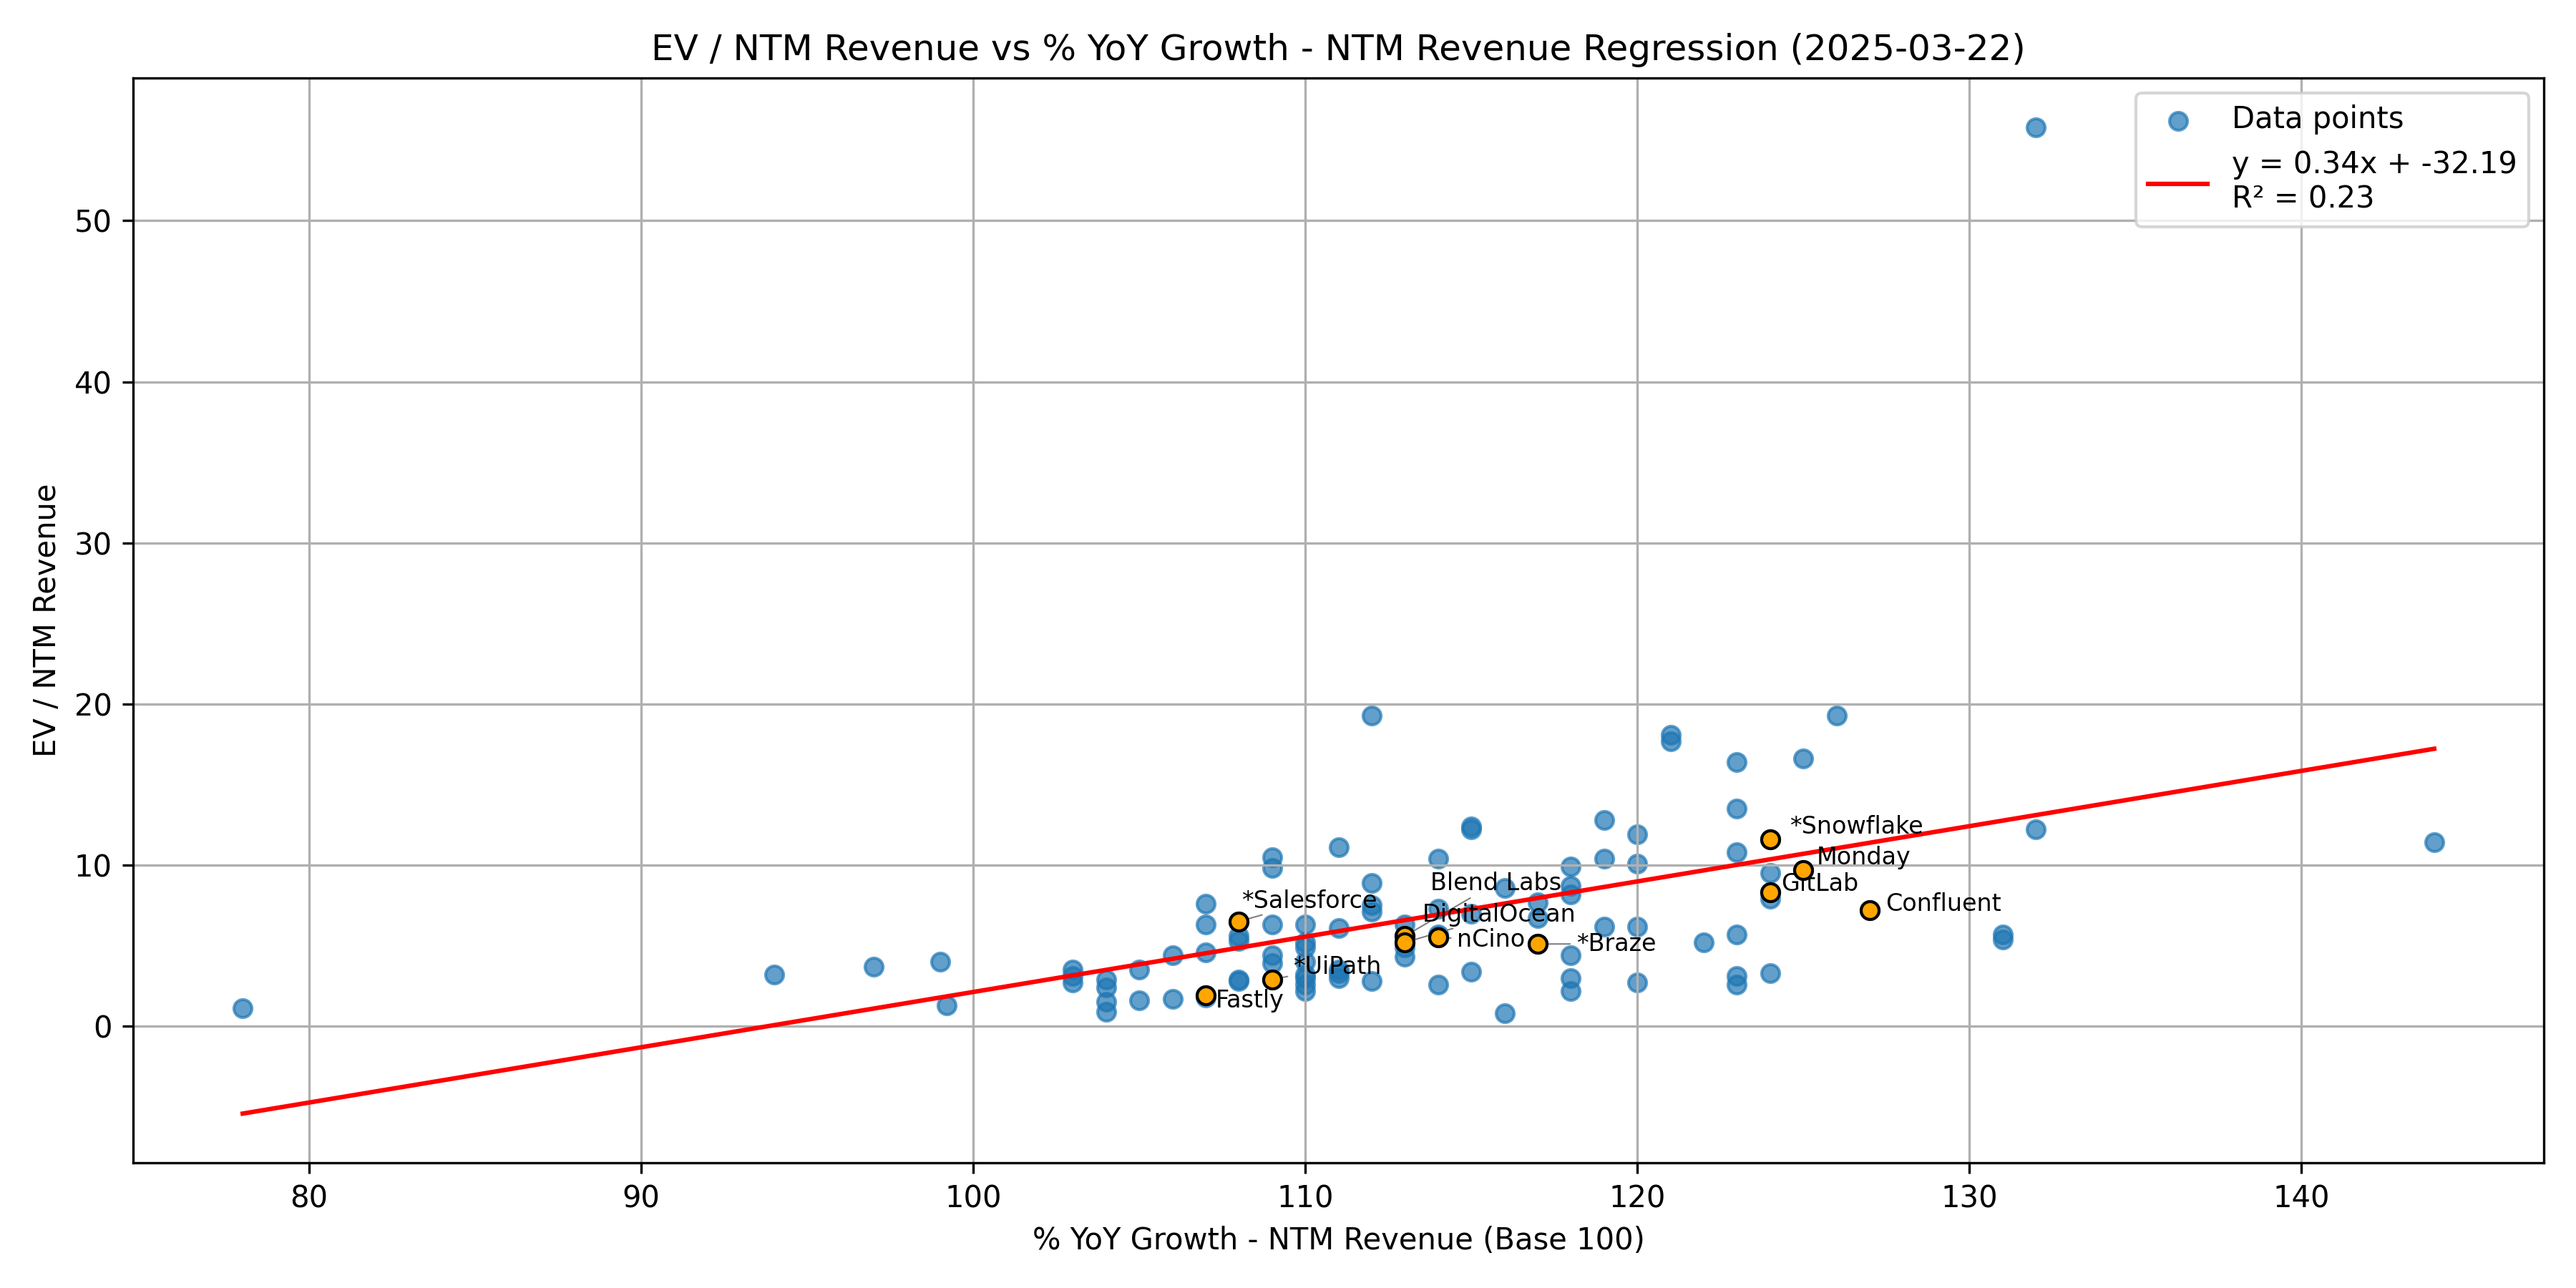 EV / NTM Revenue vs % YoY Growth - NTM Revenue Regression (2025-03-22)
Data points
y = 0.34x + -32.19
R² = 0.23
EV / NTM Revenue
50
40
30
20
10
0
*Snowflake
Monday
GitLab
Confluent
Blend Labs
*Salesforce
DigitalOcean
nCino
*Braze
*UiPath
Fastly
80
90
100
110
120
130
140
% YoY Growth - NTM Revenue (Base 100)